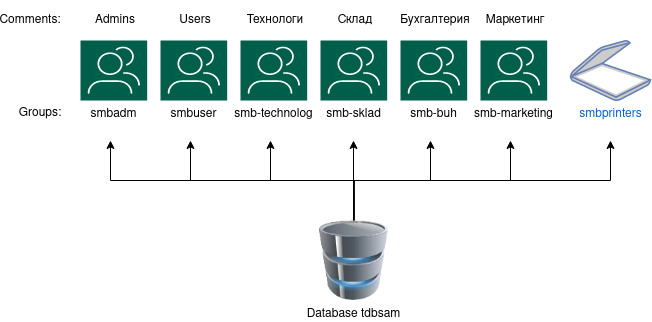 Comments: Admins Users Технологи Склад Бухгалтерия Маркетинг
Groups: smbadm smbuser smb-technolog smb-sklad smb-buh smb-marketing smbprinters
Database tdbsam